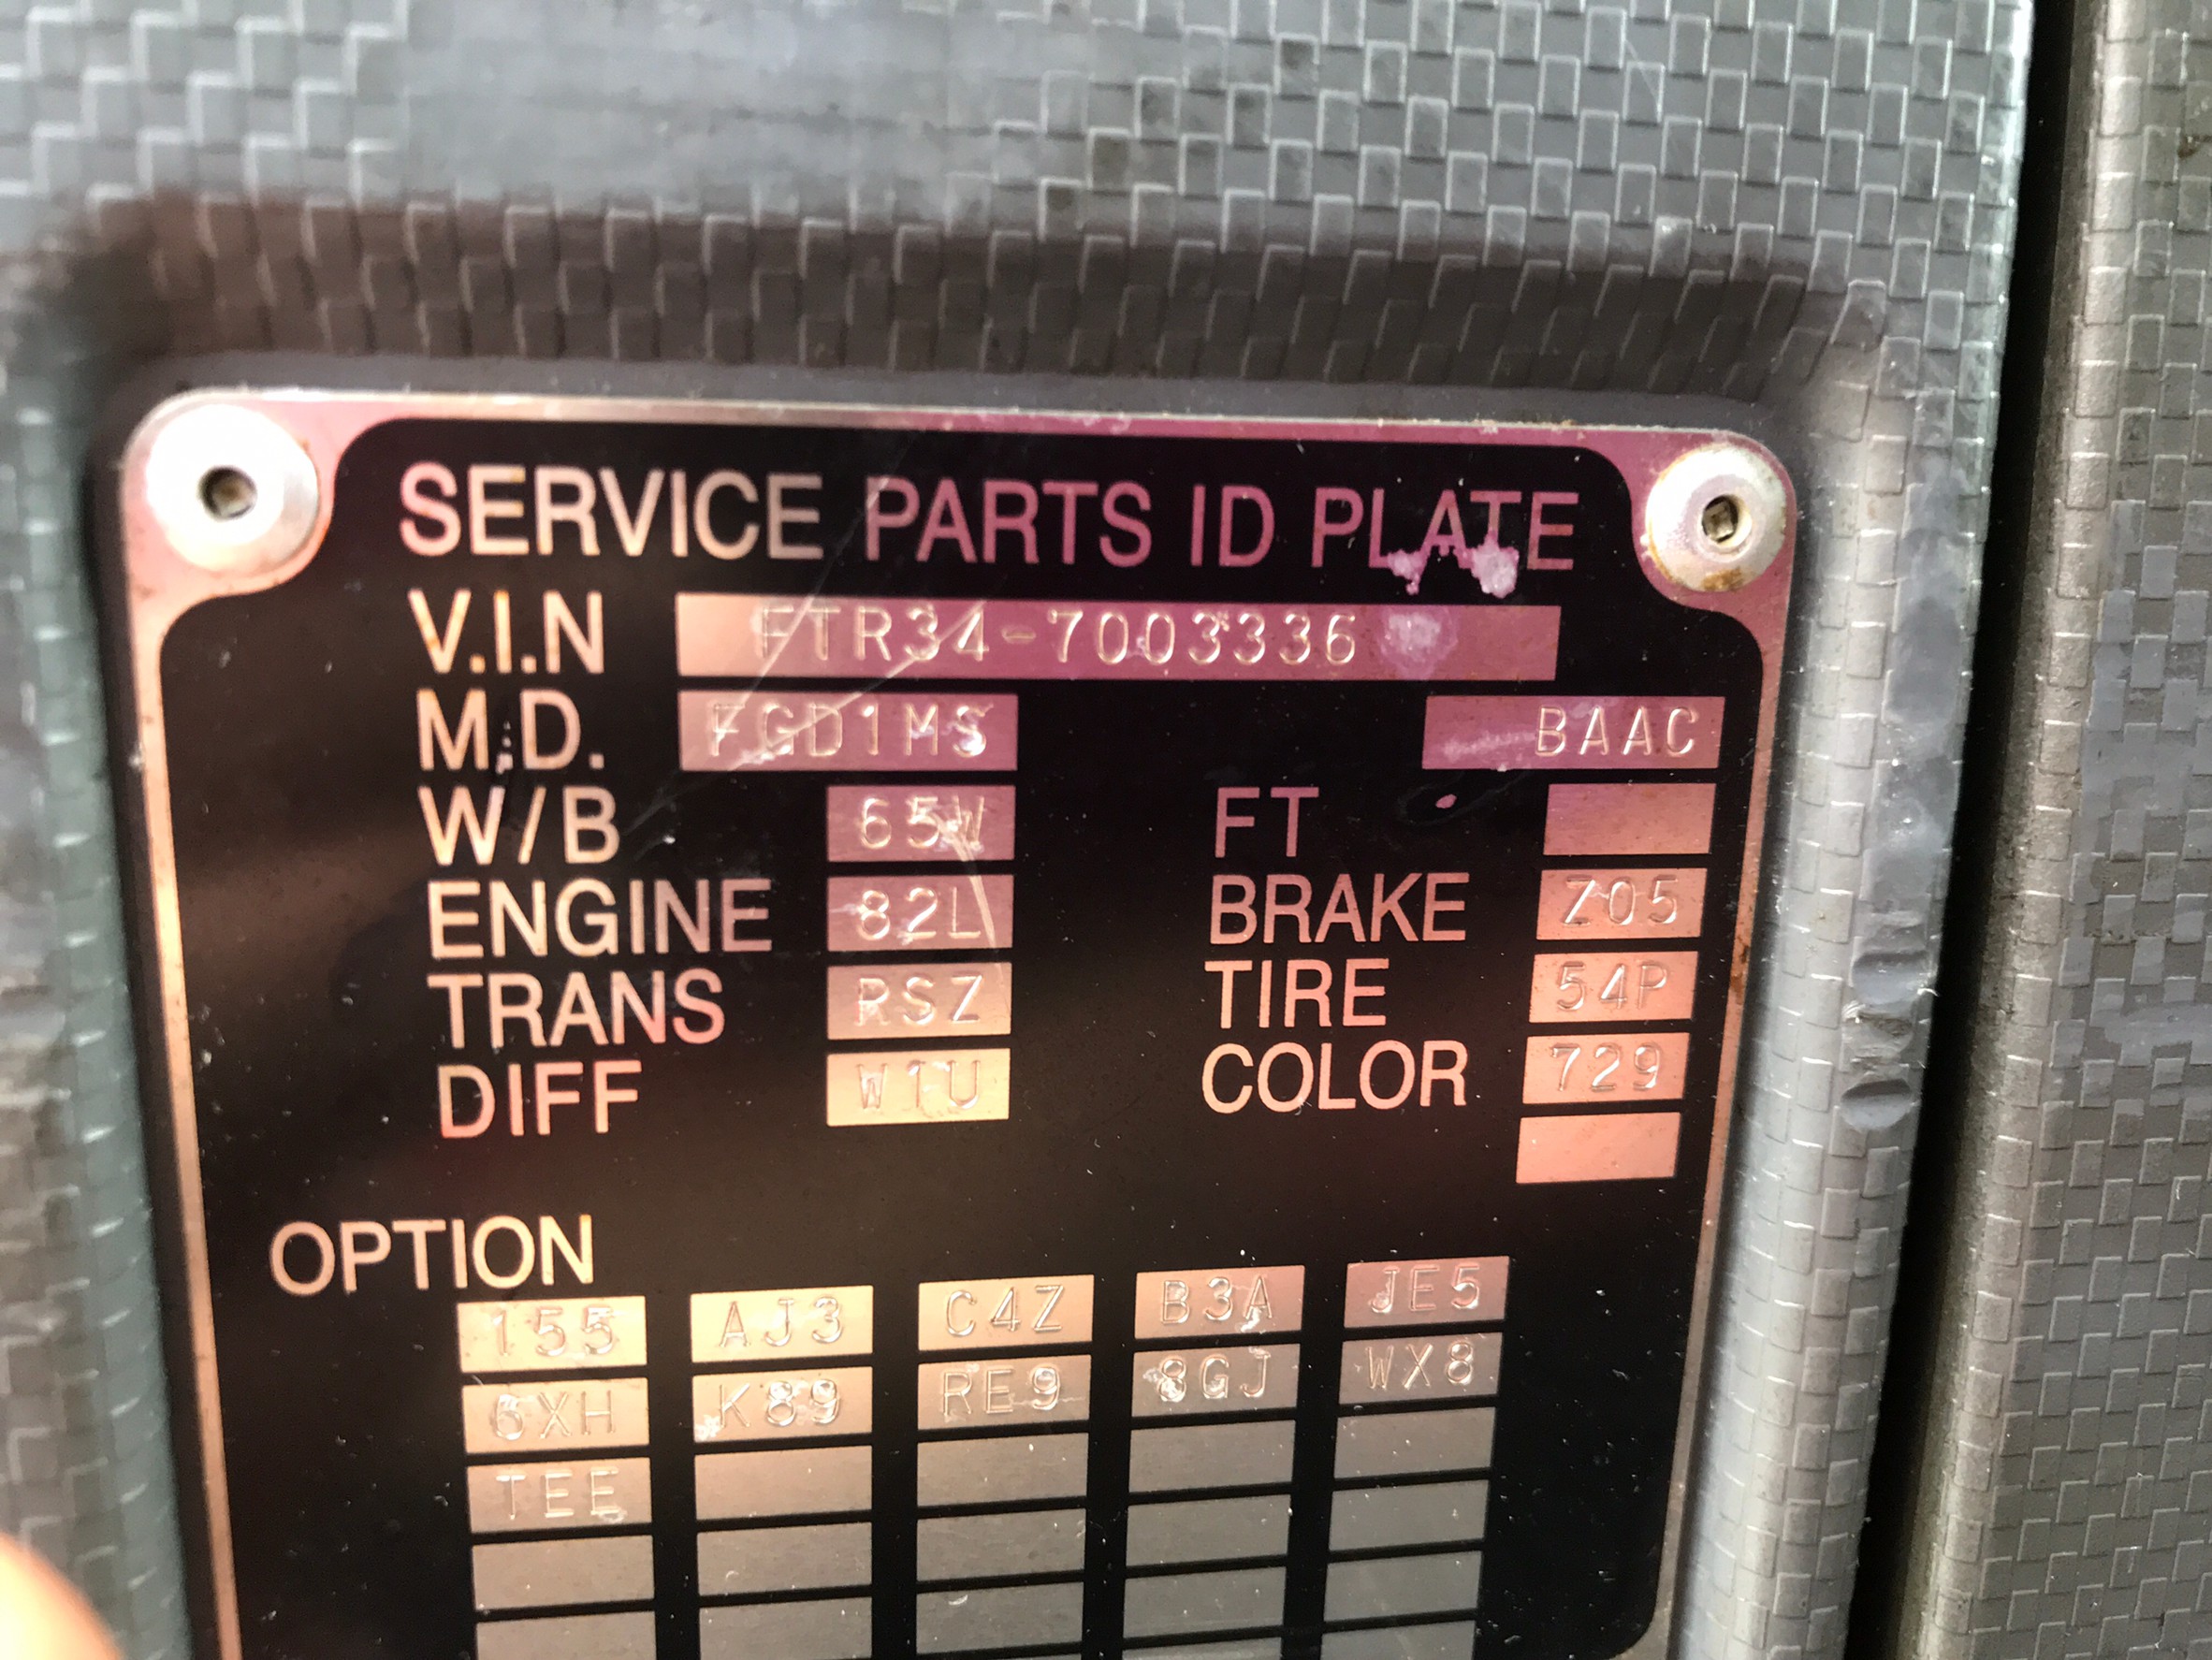 SERVICE PARTS ID PLATE
V.I.N FTR34-7003336
M.D. FGD1MS BAAC
W/B 65W FT
ENGINE 82L BRAKE Z05
TRANS RSZ TIRE 54P
DIFF W1U COLOR 729
OPTION
155 AJ3 C4Z B3A JE5
6XH K89 RE9 8GJ WX8
TEE